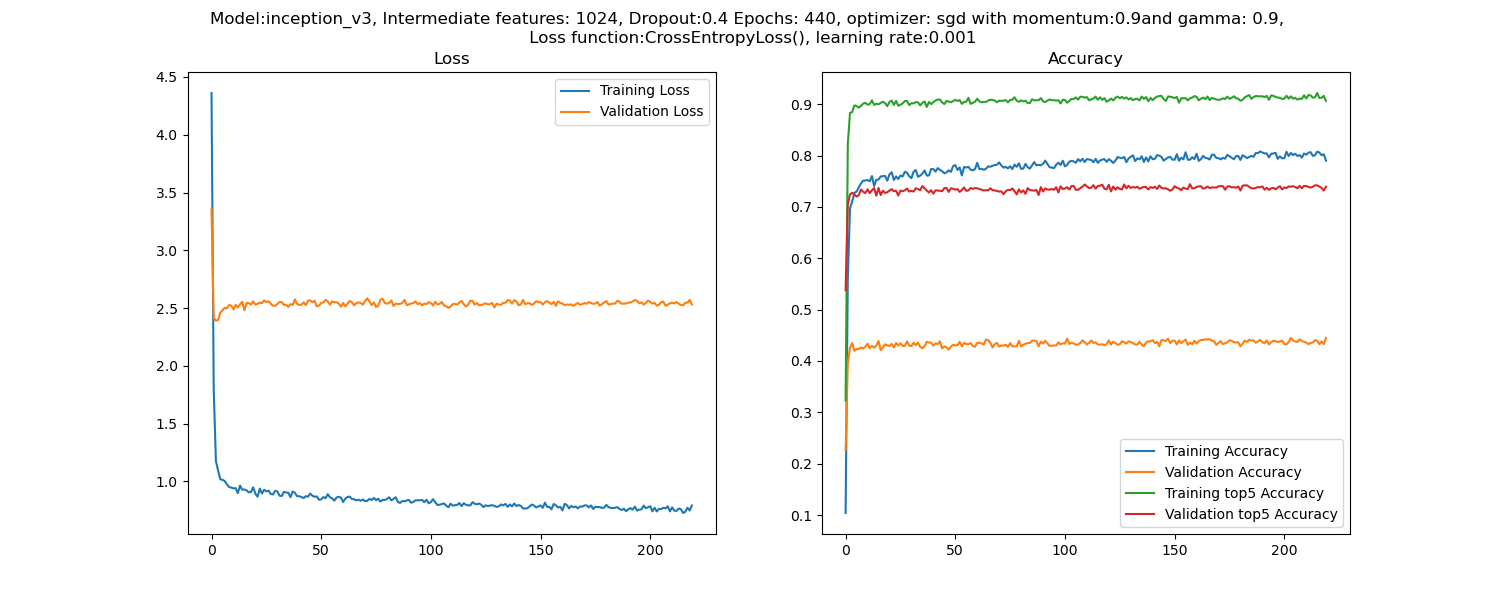 Model:inception_v3, Intermediate features: 1024, Dropout:0.4 Epochs: 440, optimizer: sgd with momentum:0.9and gamma: 0.9,
Loss function:CrossEntropyLoss(), learning rate:0.001
Loss
4.5
4.0
3.5
3.0
2.5
2.0
1.5
1.0
0 50 100 150 200
Training Loss
Validation Loss
Accuracy
0.9
0.8
0.7
0.6
0.5
0.4
0.3
0.2
0.1
0 50 100 150 200
Training Accuracy
Validation Accuracy
Training top5 Accuracy
Validation top5 Accuracy